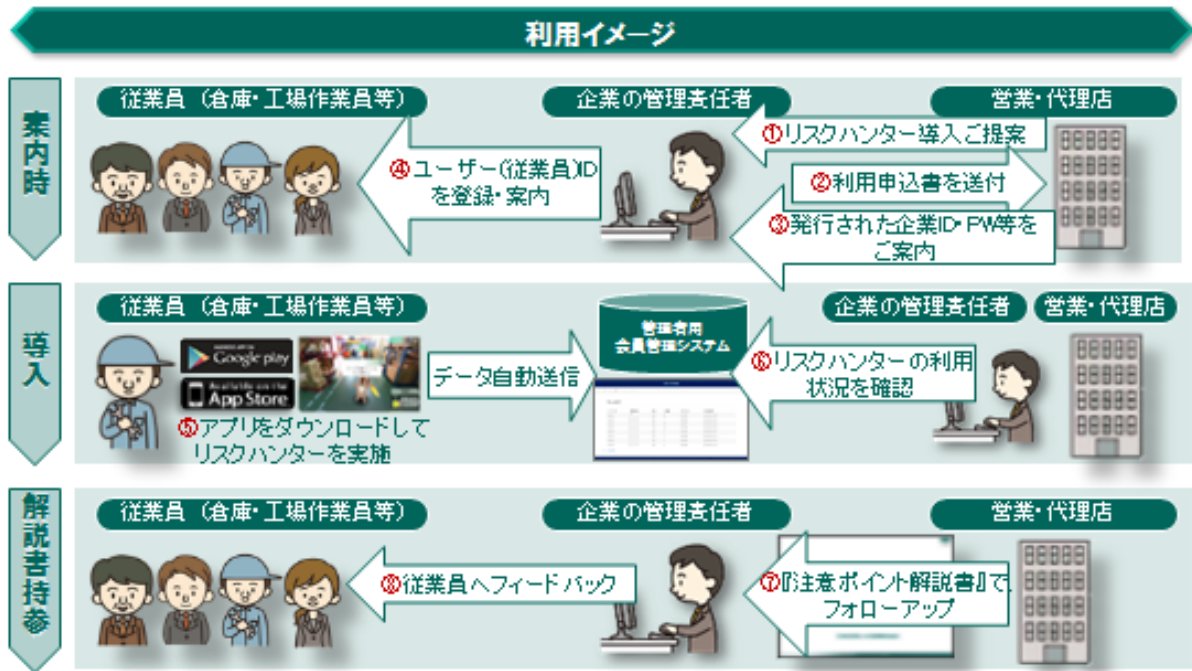 利用イメージ
案内時
従業員（倉庫・工場作業員等）
企業の管理責任者
営業・代理店
①リスクハンター導入ご提案
②利用申込書を送付
③発行された企業ID・PW等を
ご案内
④ユーザー(従業員)ID
を登録・案内
導入
従業員（倉庫・工場作業員等）
企業の管理責任者
営業・代理店
Google play
Available on the
App Store
⑤アプリをダウンロードして
リスクハンターを実施
データ自動送信
管理者用
会員管理システム
⑥リスクハンターの利用
状況を確認
解説書持参
従業員（倉庫・工場作業員等）
企業の管理責任者
営業・代理店
⑦『注意ポイント解説書』で
フォローアップ
⑧従業員へフィードバック